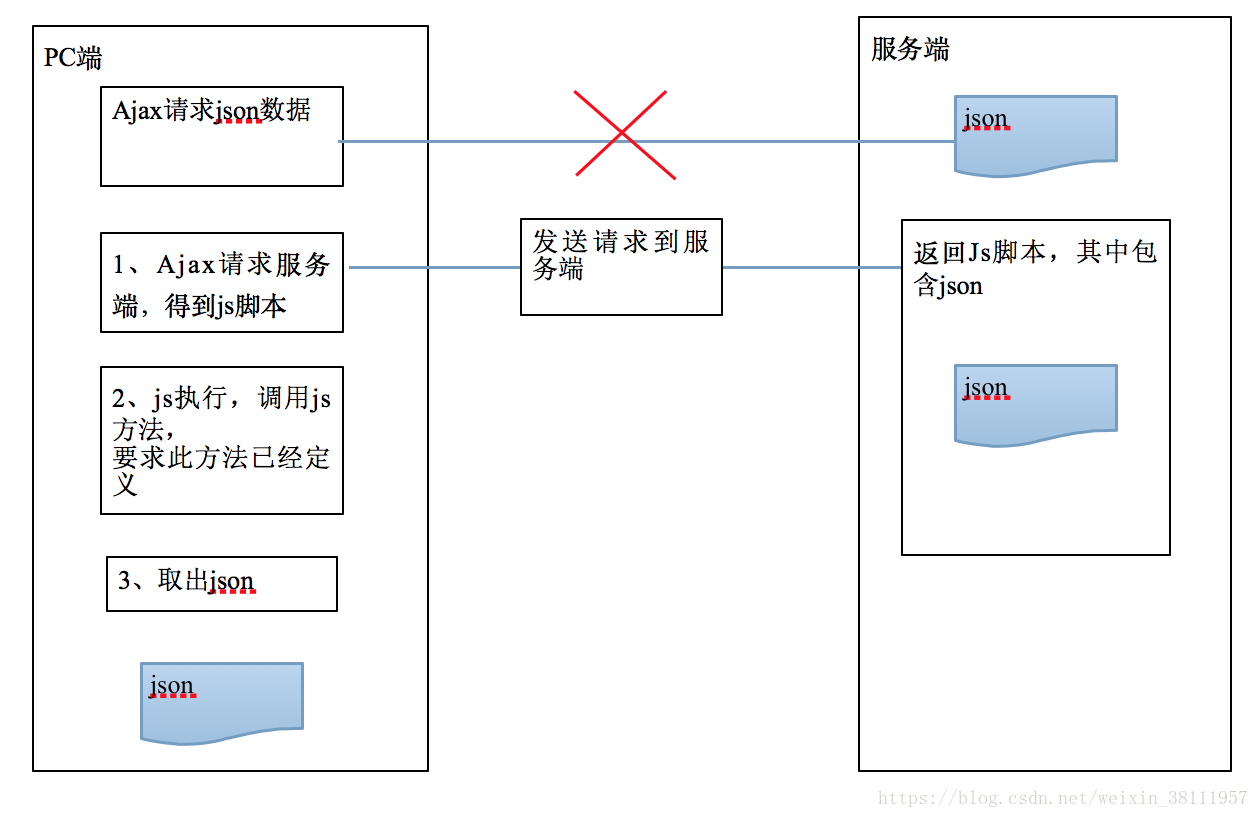 PC端
Ajax请求json数据
1、Ajax请求服务
端，得到js脚本
2、js执行，调用js
方法，
要求此方法已经定
义
3、取出json
json
发送请求到服
务端
服务端
json
返回Js脚本，其中包
含json
json
https://blog.csdn.net/weixin_38111957